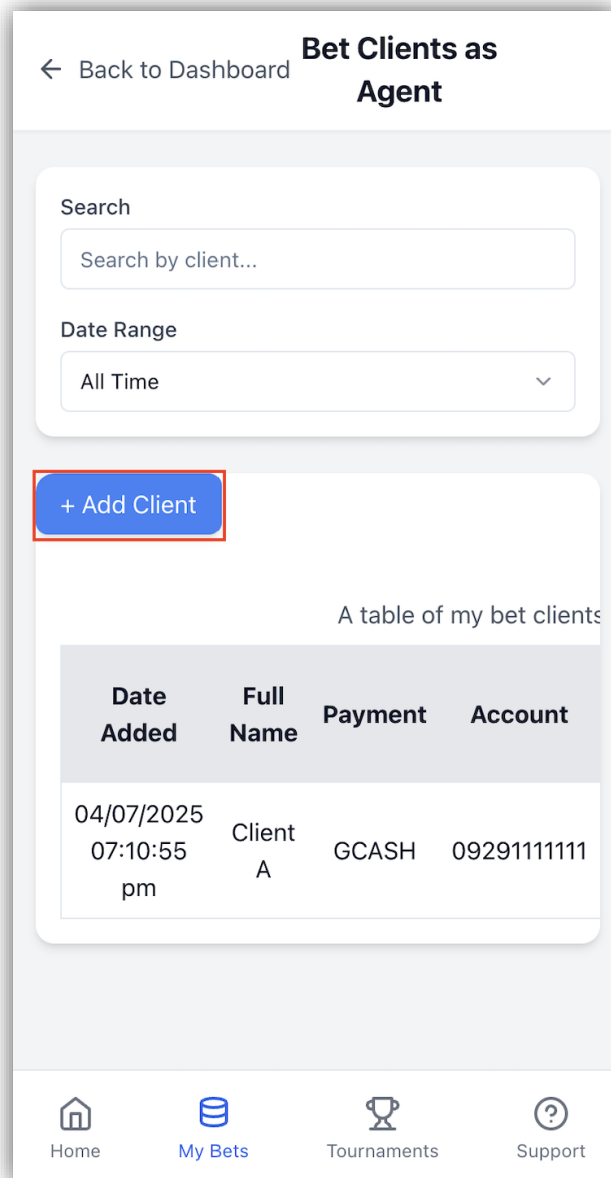 Back to Dashboard
Bet Clients as
Agent
Search
Search by client...
Date Range
All Time
+ Add Client
A table of my bet clients
Date
Added
Full
Name
Payment
Account
04/07/2025
07:10:55
pm
Client
A
GCASH
09291111111
Home
My Bets
Tournaments
Support